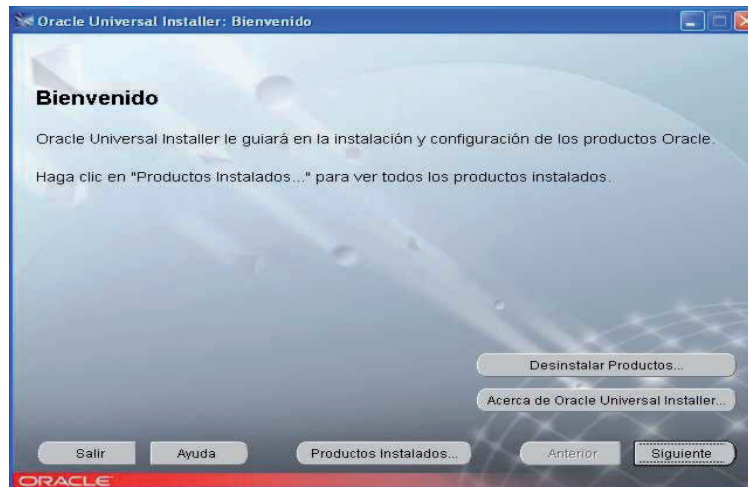 Oracle Universal Installer: Bienvenido
Bienvenido
Oracle Universal Installer le guiará en la instalación y configuración de los productos Oracle.
Haga clic en "Productos Instalados..." para ver todos los productos instalados.
Desinstalar Productos...
Acerca de Oracle Universal Installer...
Salir
Ayuda
Productos Instalados...
Anterior
Siguiente
ORACLE